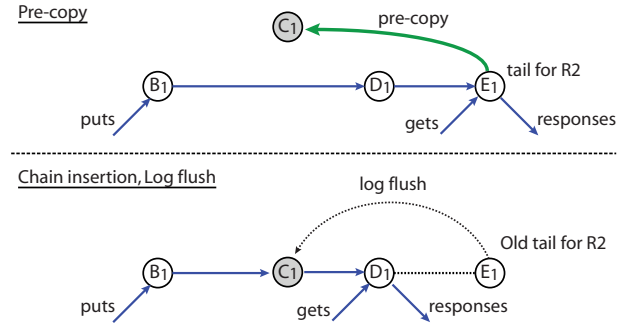 Pre-copy
C1
pre-copy
B1
D1
E1
tail for R2
puts
gets
responses
Chain insertion, Log flush
log flush
Old tail for R2
B1
C1
D1
E1
puts
gets
responses